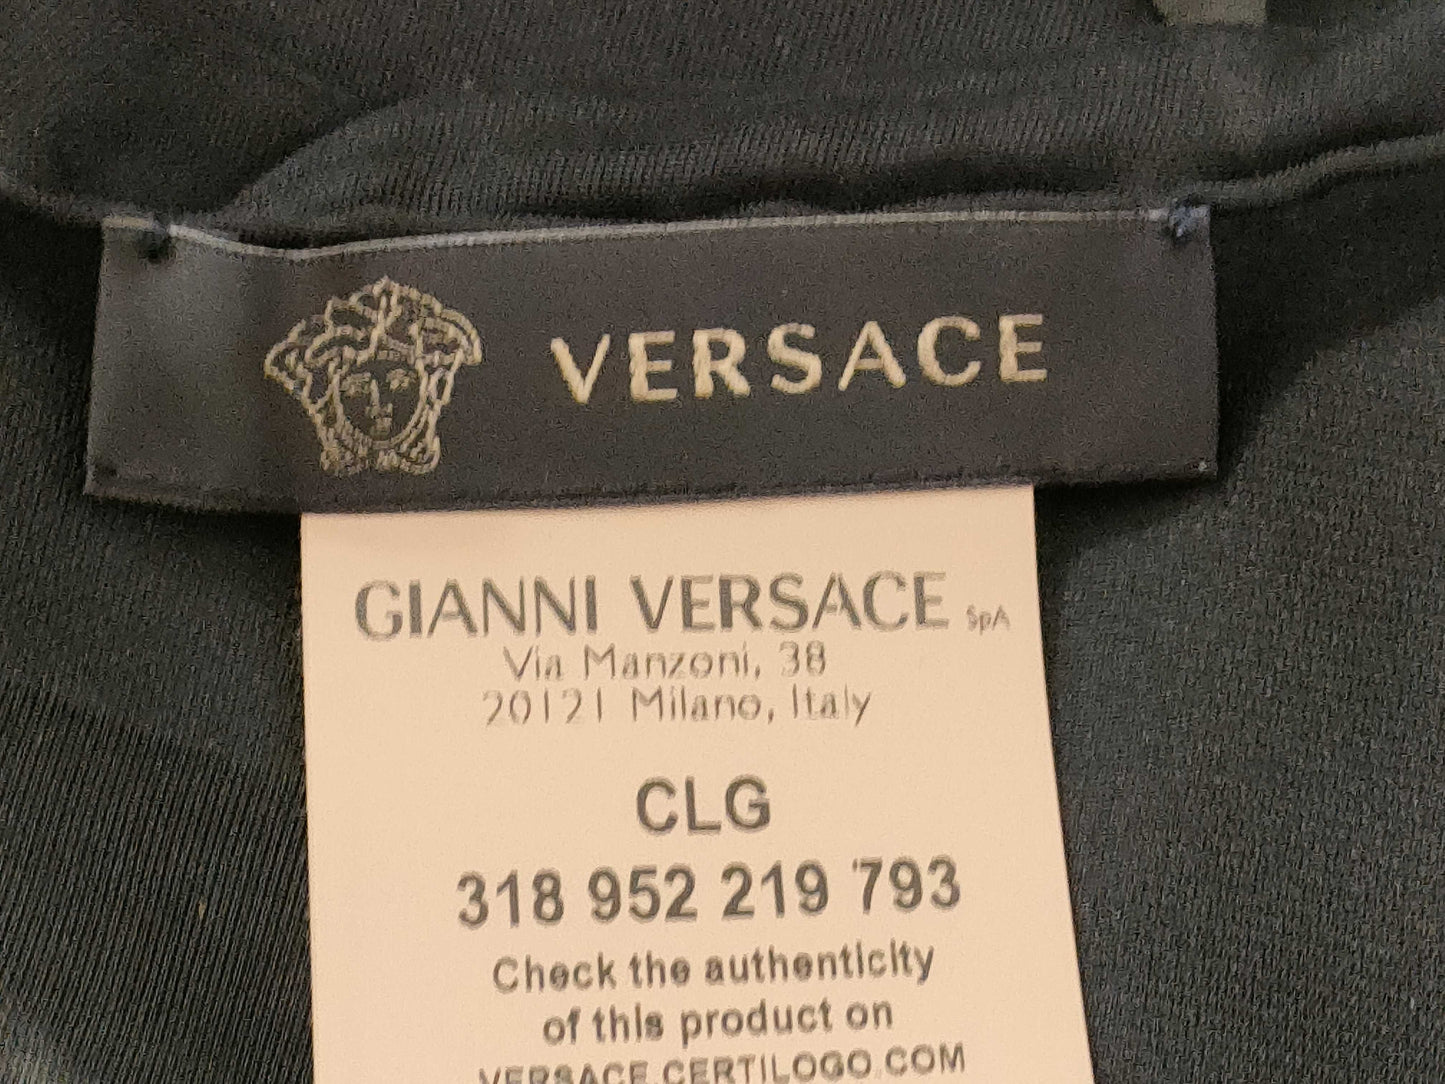 VERSACE
GIANNI VERSACE SpA
Via Manzoni, 38
20121 Milano, Italy
CLG
318 952 219 793
Check the authenticity
of this product on
VERSACE.CERTILOGO.COM